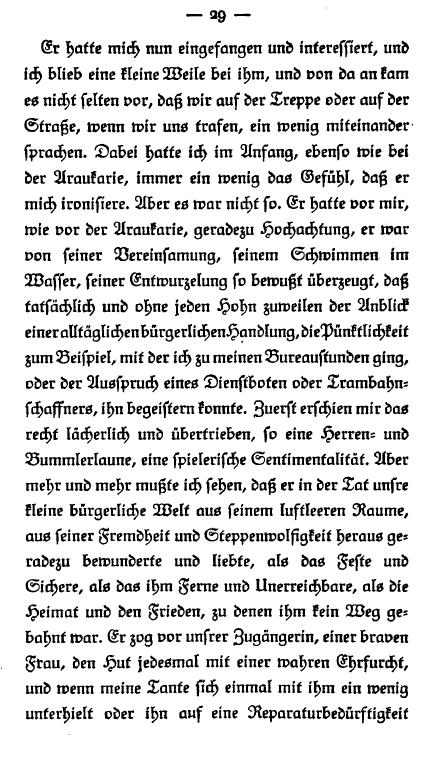 — 29 —
Er hatte mich nun eingefangen und interessiert, und
ich blieb eine kleine Weile bei ihm, und von da an kam
es nicht selten vor, daß wir auf der Treppe oder auf der
Straße, wenn wir uns trafen, ein wenig miteinander
sprachen. Dabei hatte ich im Anfang, ebenso wie bei
der Araukarie, immer ein wenig das Gefühl, daß er
mich ironisiere. Aber es war nicht so. Er hatte vor mir,
wie vor der Araukarie, geradezu Hochachtung, er war
von seiner Vereinsamung, seinem Schwimmen im
Wasser, seiner Entwurzelung so bewußt überzeugt, daß
tatsächlich und ohne jeden Hohn zuweilen der Anblick
einer alltäglichen bürgerlichen Handlung, die Pünktlichkeit
zum Beispiel, mit der ich zu meinen Bureaustunden ging,
oder der Ausspruch eines Dienstboten oder Trambahn-
schaffners, ihn begeistern konnte. Zuerst erschien mir das
recht lächerlich und übertrieben, so eine Herren- und
Bummlerlaune, eine spielerische Sentimentalität. Aber
mehr und mehr mußte ich sehen, daß er in der Tat unsre
kleine bürgerliche Welt aus seinem luftleeren Raume,
aus seiner Fremdheit und Steppenwolfigkeit heraus ge-
radezu bewunderte und liebte, als das Feste und
Sichere, als das ihm Ferne und Unerreichbare, als die
Heimat und den Frieden, zu denen ihm kein Weg ge-
bahnt war. Er zog vor unsrer Zugängerin, einer braven
Frau, den Hut jedesmal mit einer wahren Ehrfurcht,
und wenn meine Tante sich einmal mit ihm ein wenig
unterhielt oder ihn auf eine Reparaturbedürftigkeit